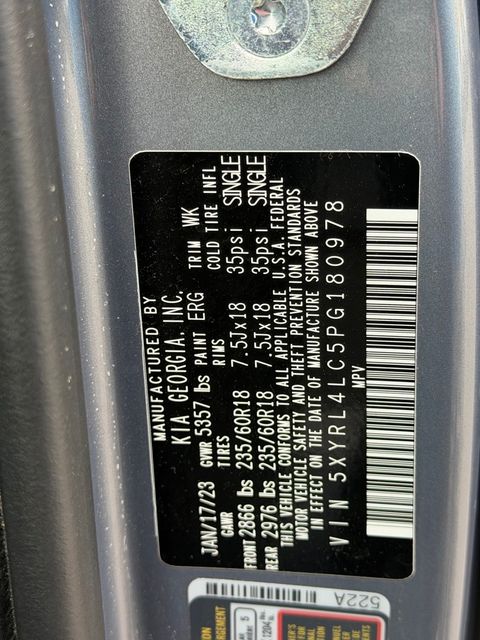 MANUFACTURED BY
KIA GEORGIA. INC.
JAN/17/23 GVWR 5357 lbs PAINT ERG TRIM WK
GAWR TIRES RIMS COLD TIRE INFL
FRONT 2866 lbs 235/60R18 7.5Jx18 35psi SINGLE
REAR 2976 lbs 235/60R18 7.5Jx18 35psi SINGLE
THIS VEHICLE CONFORMS TO ALL APPLICABLE U.S.A. FEDERAL
MOTOR VEHICLE SAFETY AND THEFT PREVENTION STANDARDS
IN EFFECT ON THE DATE OF MANUFACTURE SHOWN ABOVE
VIN 5XYRL4LC5PG180978
MPV
522A
5
1204